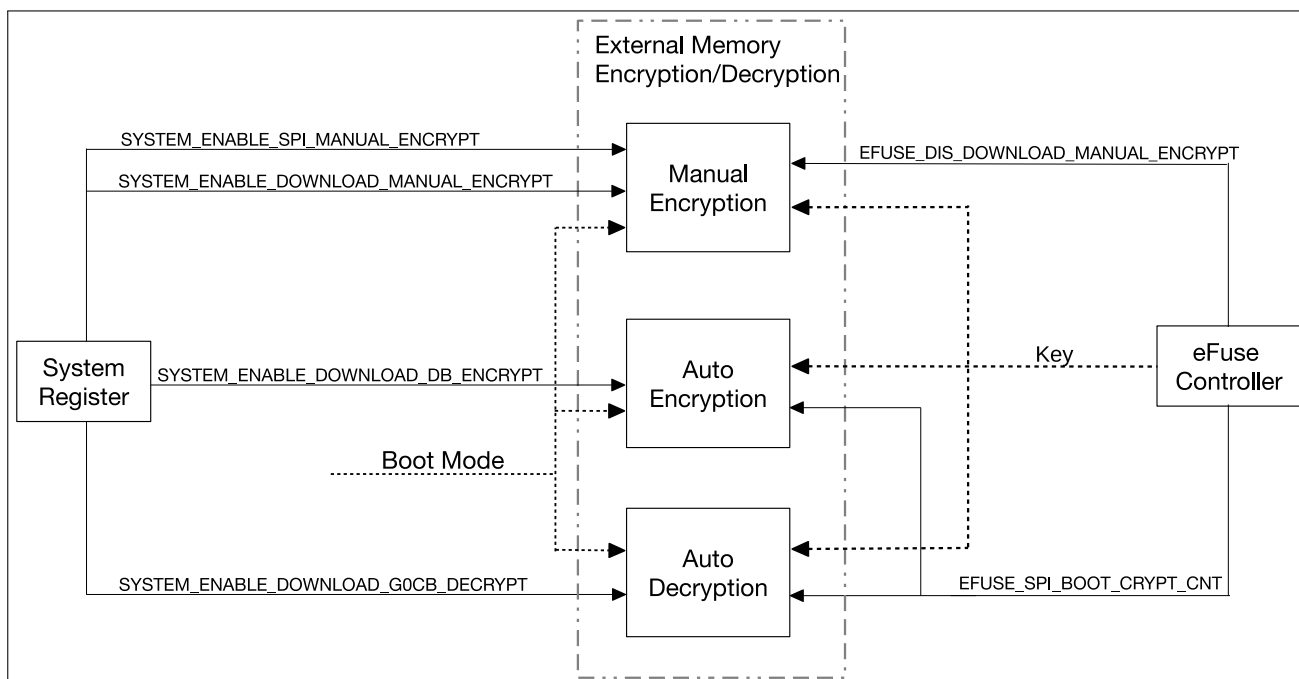 External Memory
Encryption/Decryption
SYSTEM_ENABLE_SPI_MANUAL_ENCRYPT
SYSTEM_ENABLE_DOWNLOAD_MANUAL_ENCRYPT
Manual
Encryption
EFUSE_DIS_DOWNLOAD_MANUAL_ENCRYPT
System
Register
SYSTEM_ENABLE_DOWNLOAD_DB_ENCRYPT
Auto
Encryption
Key
eFuse
Controller
Boot Mode
SYSTEM_ENABLE_DOWNLOAD_G0CB_DECRYPT
Auto
Decryption
EFUSE_SPI_BOOT_CRYPT_CNT